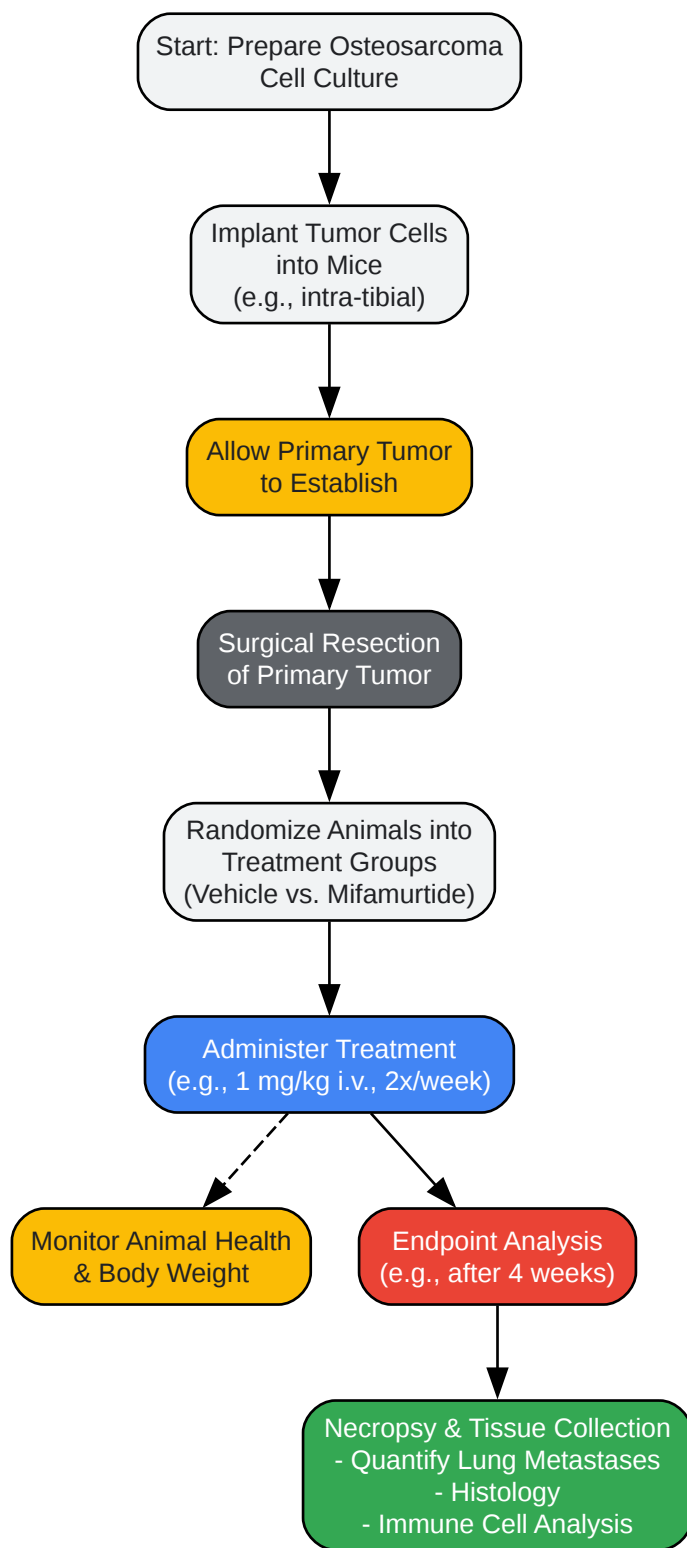 Start: Prepare Osteosarcoma
Cell Culture
Implant Tumor Cells
into Mice
(e.g., intra-tibial)
Allow Primary Tumor
to Establish
Surgical Resection
of Primary Tumor
Randomize Animals into
Treatment Groups
(Vehicle vs. Mifamurtide)
Administer Treatment
(e.g., 1 mg/kg i.v., 2x/week)
Monitor Animal Health
& Body Weight
Endpoint Analysis
(e.g., after 4 weeks)
Necropsy & Tissue Collection
- Quantify Lung Metastases
- Histology
- Immune Cell Analysis